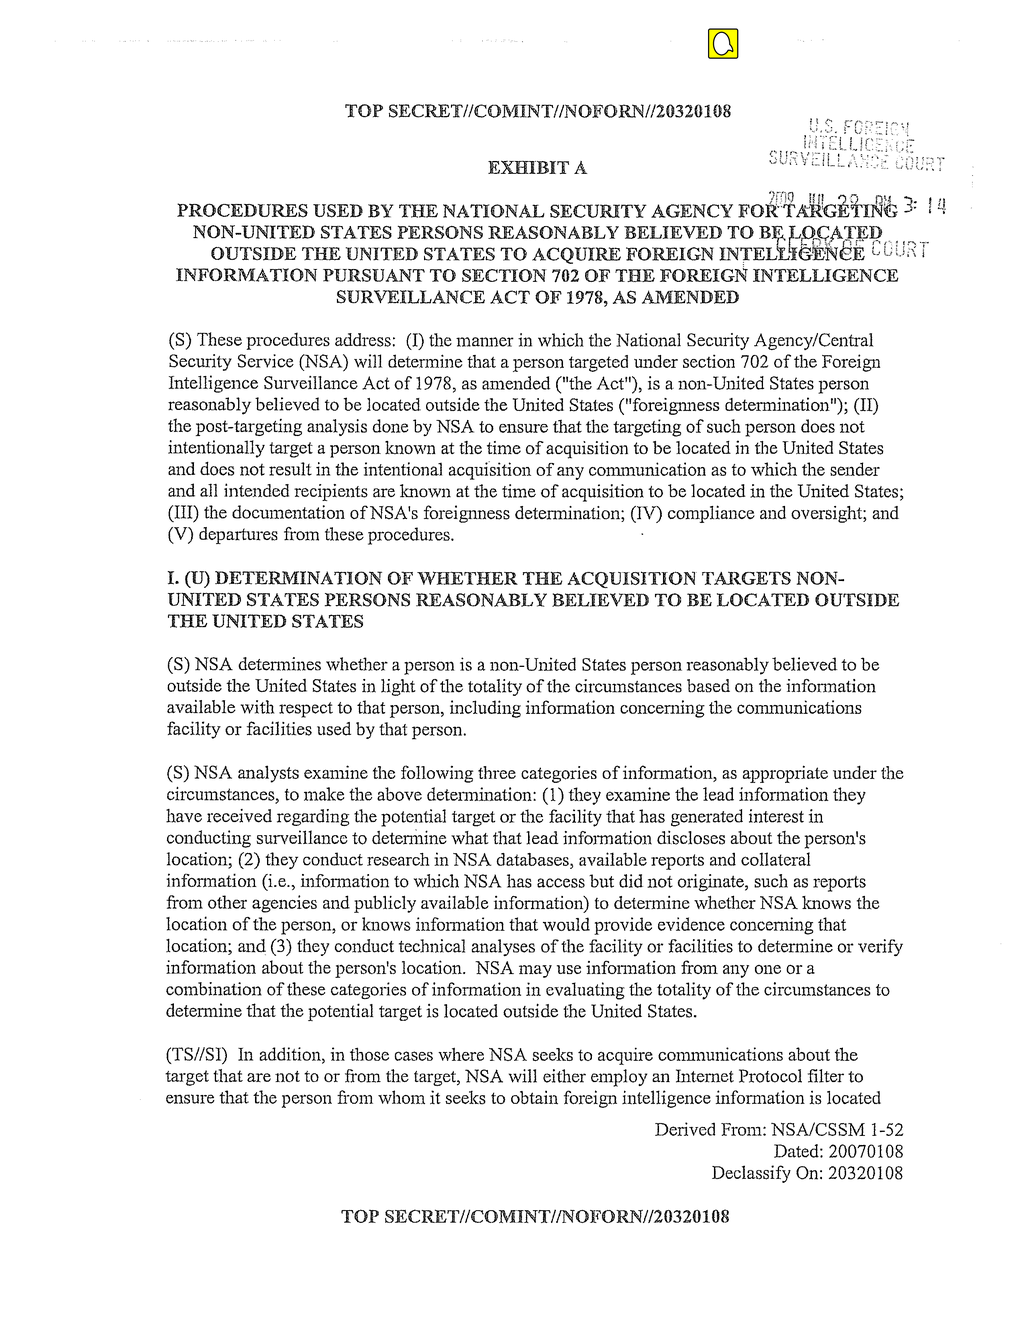 TOP SECRET//COMINT//NOFORN//20320108
U.S. FOREIGN
INTELLIGENCE
SURVEILLANCE COURT
EXHIBIT A
PROCEDURES USED BY THE NATIONAL SECURITY AGENCY FOR TARGETING 3: 14
NON-UNITED STATES PERSONS REASONABLY BELIEVED TO BE LOCATED
OUTSIDE THE UNITED STATES TO ACQUIRE FOREIGN INTELLIGENCE
CLERK OF COURT
INFORMATION PURSUANT TO SECTION 702 OF THE FOREIGN INTELLIGENCE
SURVEILLANCE ACT OF 1978, AS AMENDED
(S) These procedures address: (I) the manner in which the National Security Agency/Central
Security Service (NSA) will determine that a person targeted under section 702 of the Foreign
Intelligence Surveillance Act of 1978, as amended ("the Act"), is a non-United States person
reasonably believed to be located outside the United States ("foreignness determination"); (II)
the post-targeting analysis done by NSA to ensure that the targeting of such person does not
intentionally target a person known at the time of acquisition to be located in the United States
and does not result in the intentional acquisition of any communication as to which the sender
and all intended recipients are known at the time of acquisition to be located in the United States;
(III) the documentation of NSA's foreignness determination; (IV) compliance and oversight; and
(V) departures from these procedures.
I. (U) DETERMINATION OF WHETHER THE ACQUISITION TARGETS NON-
UNITED STATES PERSONS REASONABLY BELIEVED TO BE LOCATED OUTSIDE
THE UNITED STATES
(S) NSA determines whether a person is a non-United States person reasonably believed to be
outside the United States in light of the totality of the circumstances based on the information
available with respect to that person, including information concerning the communications
facility or facilities used by that person.
(S) NSA analysts examine the following three categories of information, as appropriate under the
circumstances, to make the above determination: (1) they examine the lead information they
have received regarding the potential target or the facility that has generated interest in
conducting surveillance to determine what that lead information discloses about the person's
location; (2) they conduct research in NSA databases, available reports and collateral
information (i.e., information to which NSA has access but did not originate, such as reports
from other agencies and publicly available information) to determine whether NSA knows the
location of the person, or knows information that would provide evidence concerning that
location; and (3) they conduct technical analyses of the facility or facilities to determine or verify
information about the person's location. NSA may use information from any one or a
combination of these categories of information in evaluating the totality of the circumstances to
determine that the potential target is located outside the United States.
(TS//SI) In addition, in those cases where NSA seeks to acquire communications about the
target that are not to or from the target, NSA will either employ an Internet Protocol filter to
ensure that the person from whom it seeks to obtain foreign intelligence information is located
Derived From: NSA/CSSM 1-52
Dated: 20070108
Declassify On: 20320108
TOP SECRET//COMINT//NOFORN//20320108